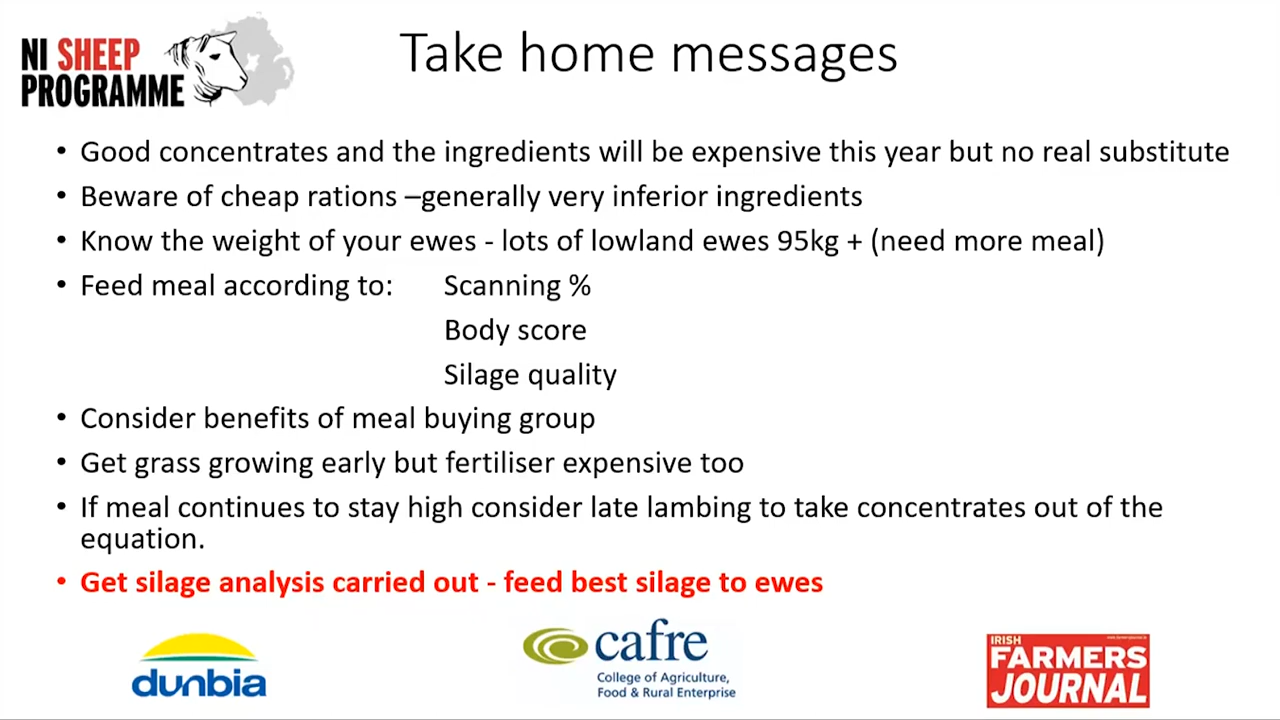 NI SHEEP
PROGRAMME
Take home messages
• Good concentrates and the ingredients will be expensive this year but no real substitute
• Beware of cheap rations –generally very inferior ingredients
• Know the weight of your ewes - lots of lowland ewes 95kg + (need more meal)
• Feed meal according to: Scanning %
Body score
Silage quality
• Consider benefits of meal buying group
• Get grass growing early but fertiliser expensive too
• If meal continues to stay high consider late lambing to take concentrates out of the
equation.
• Get silage analysis carried out - feed best silage to ewes
dunbia
cafre
College of Agriculture,
Food & Rural Enterprise
IRISH
FARMERS
JOURNAL